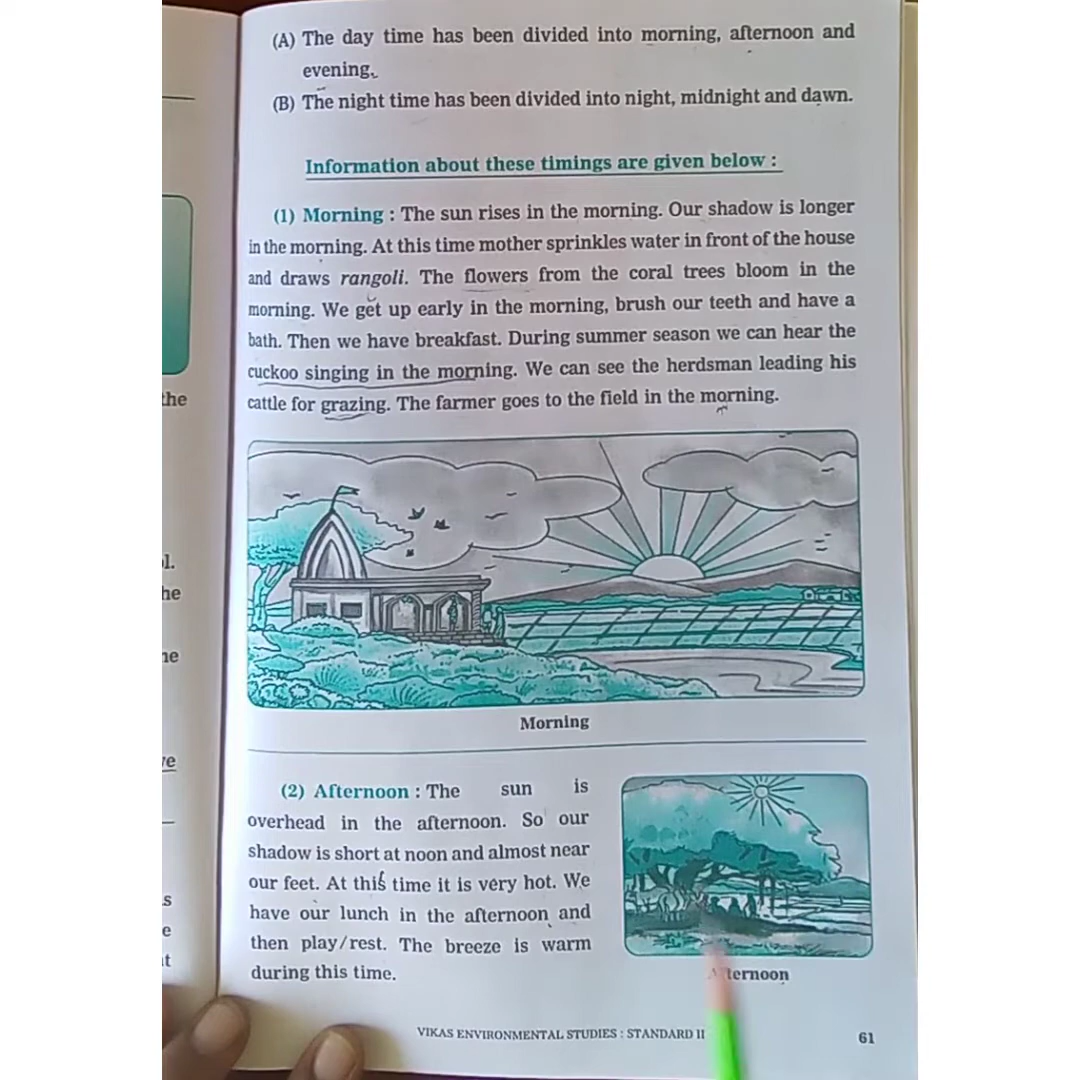 (A) The day time has been divided into morning, afternoon and
evening.
(B) The night time has been divided into night, midnight and dawn.
Information about these timings are given below :
(1) Morning : The sun rises in the morning. Our shadow is longer
in the morning. At this time mother sprinkles water in front of the house
and draws rangoli. The flowers from the coral trees bloom in the
morning. We get up early in the morning, brush our teeth and have a
bath. Then we have breakfast. During summer season we can hear the
cuckoo singing in the morning. We can see the herdsman leading his
cattle for grazing. The farmer goes to the field in the morning.
Morning
(2) Afternoon : The sun is
overhead in the afternoon. So our
shadow is short at noon and almost near
our feet. At this time it is very hot. We
have our lunch in the afternoon and
then play/rest. The breeze is warm
during this time.
VIKAS ENVIRONMENTAL STUDIES : STANDARD II
61
the